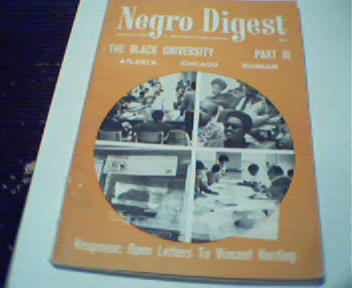 Negro Digest
THE BLACK UNIVERSITY PART III
ATLANTA CHICAGO DURHAM
Response: Open Letters To Vincent Harding